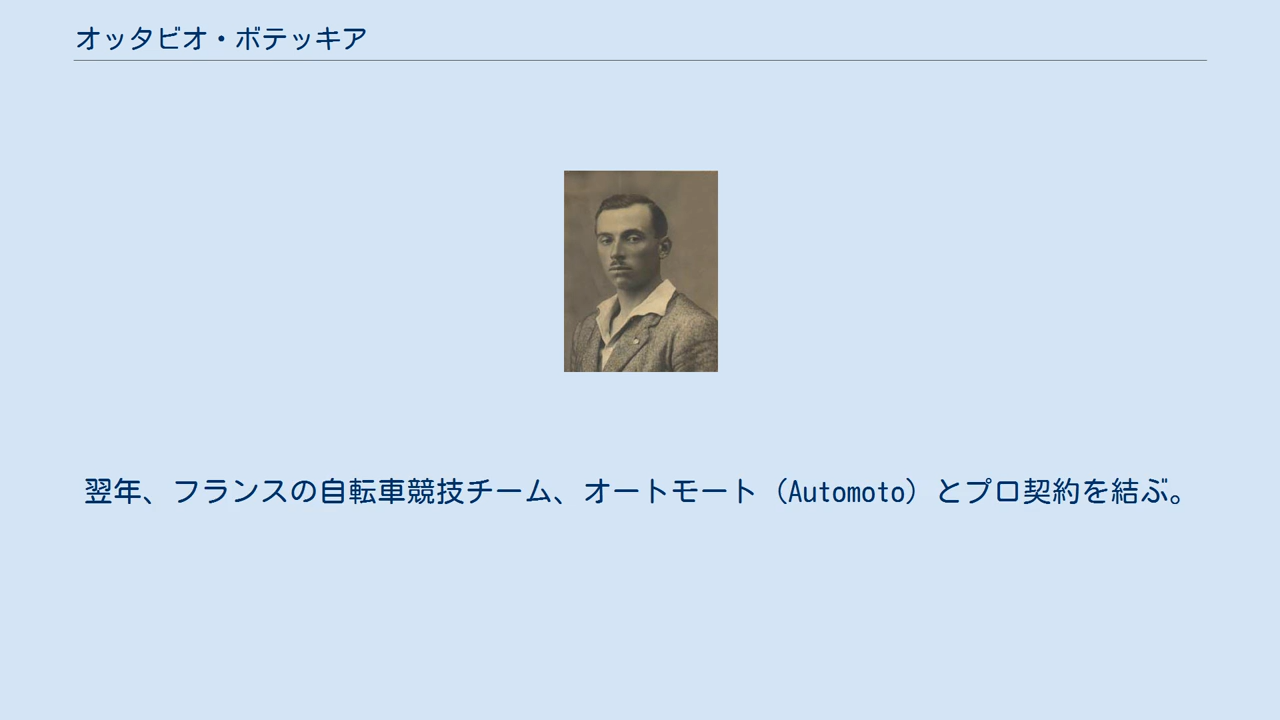 オッタビオ・ボテッキア
翌年、フランスの自転車競技チーム、オートモート（Automoto）とプロ契約を結ぶ。